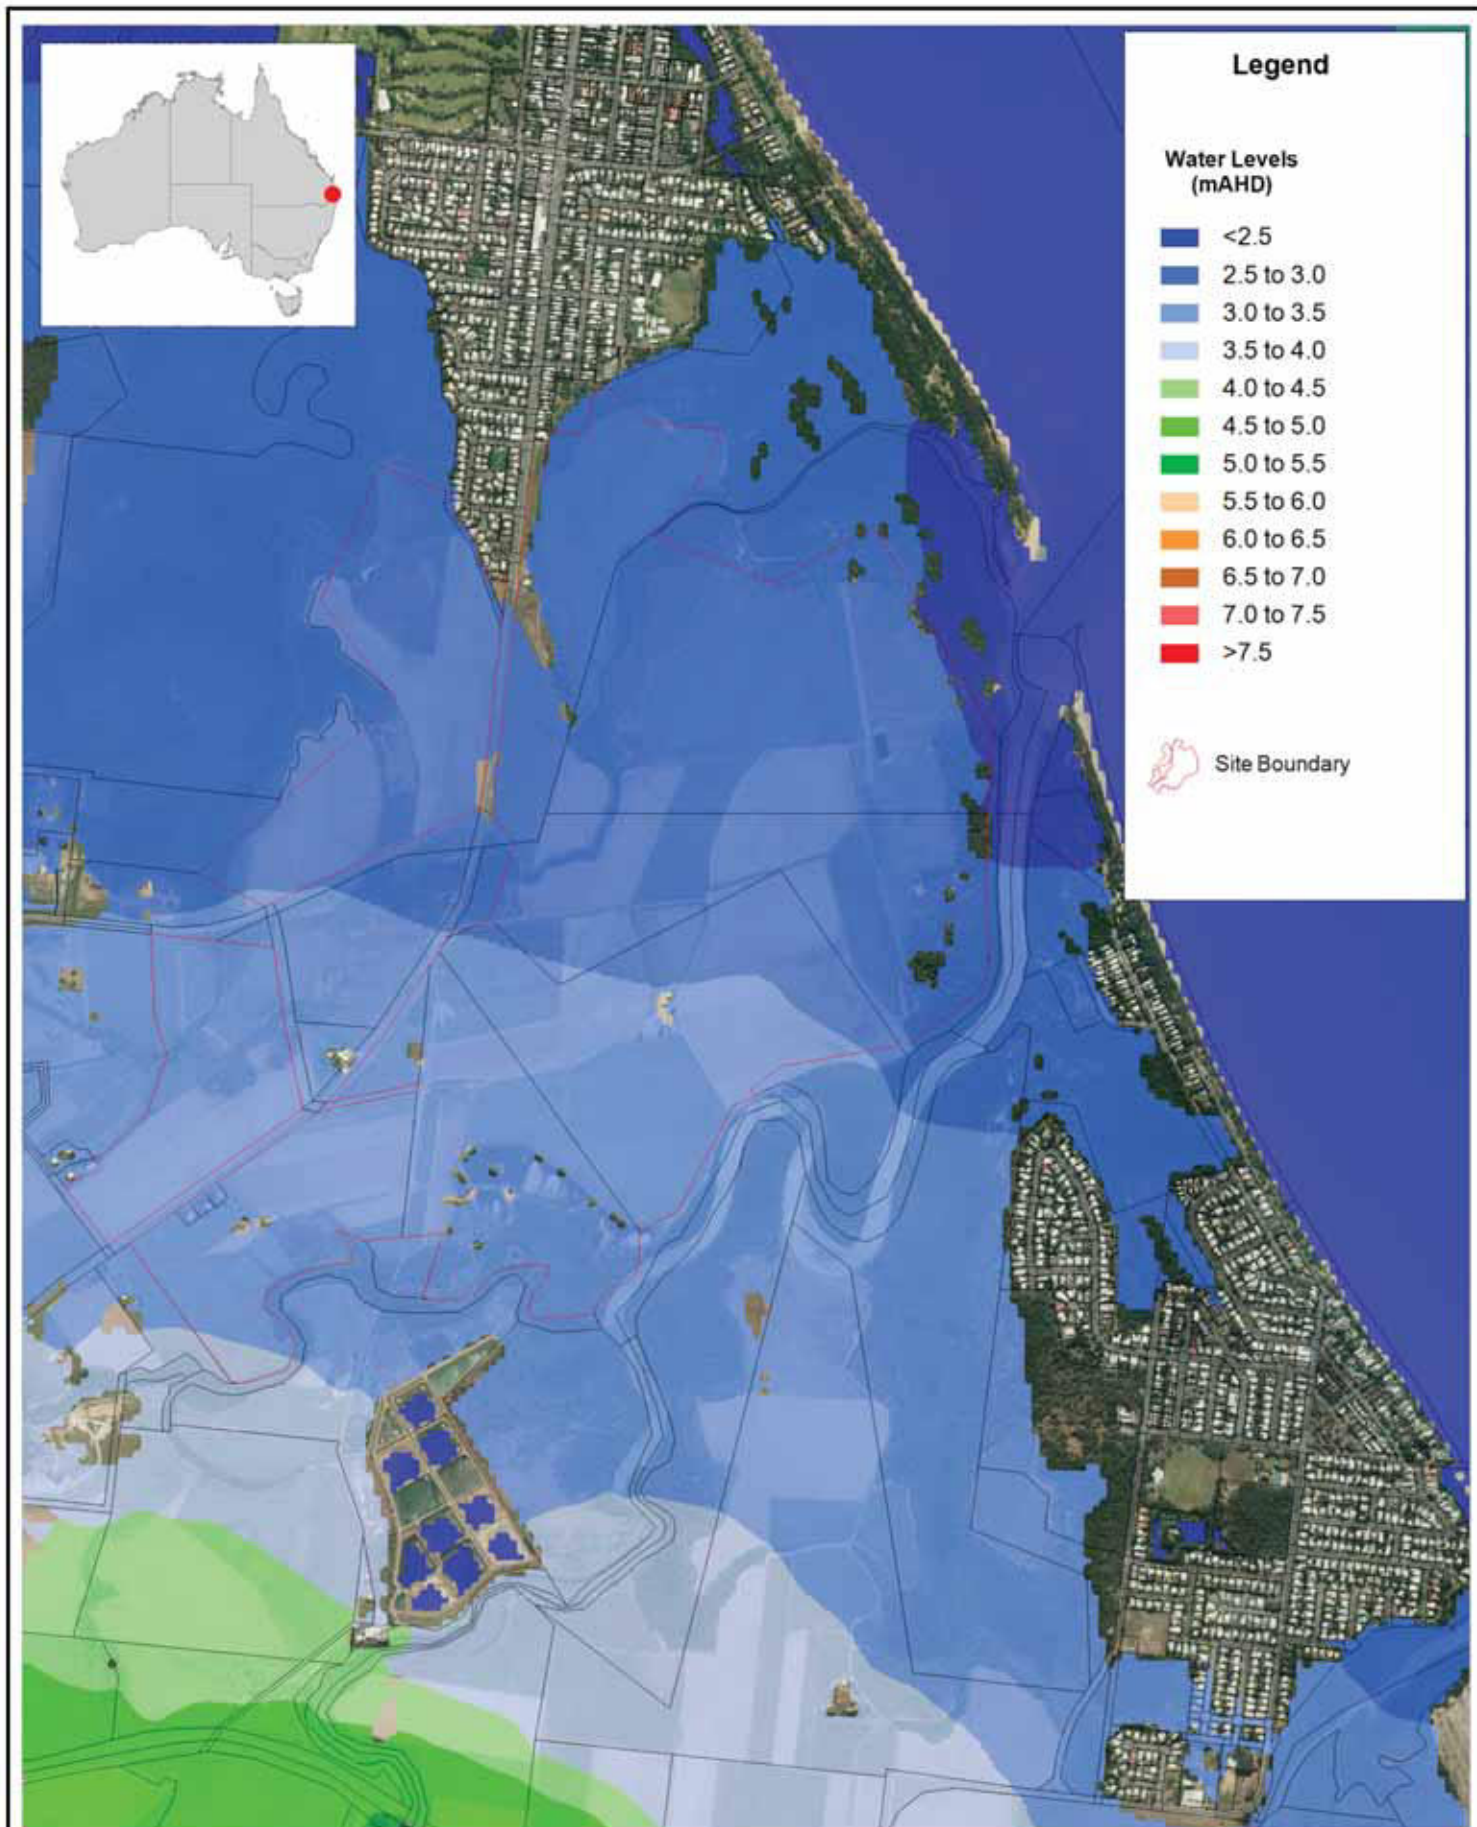 Legend
Water Levels
(mAHD)
<2.5
2.5 to 3.0
3.0 to 3.5
3.5 to 4.0
4.0 to 4.5
4.5 to 5.0
5.0 to 5.5
5.5 to 6.0
6.0 to 6.5
6.5 to 7.0
7.0 to 7.5
>7.5
Site Boundary